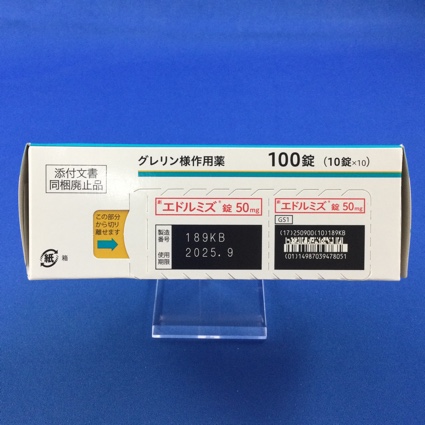 グレリン様作用薬 100錠 (10錠×10)
添付文書
同梱廃止品
この部分
から切り
離せます
エドルミズ®錠 50mg
製造
番号
189KB
使用
期限
2025.9
エドルミズ®錠 50mg
GS1
(17)250900(10)189KB
(01)14987039478051
紙 箱